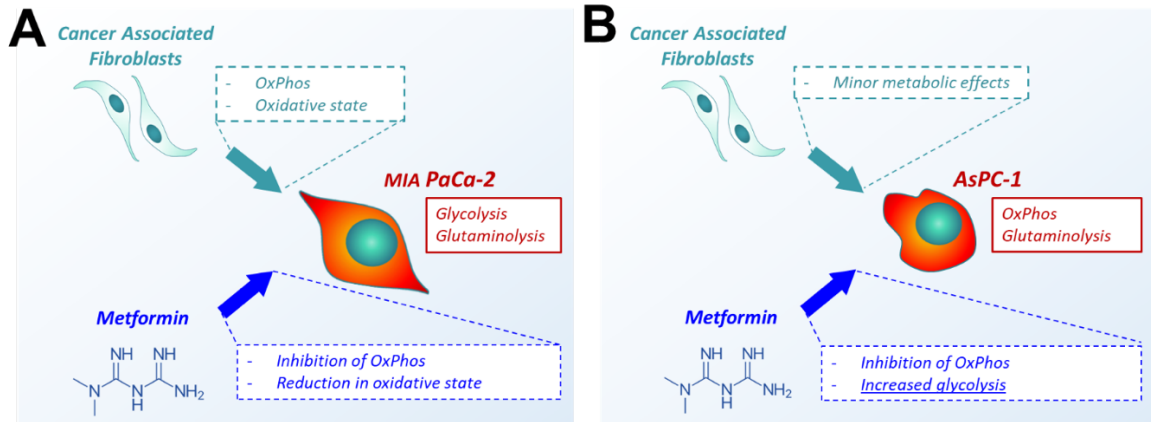 A
Cancer Associated
Fibroblasts
- OxPhos
- Oxidative state
MIA PaCa-2
Glycolysis
Glutaminolysis
Metformin
- Inhibition of OxPhos
- Reduction in oxidative state
NH NH
N N NH2
H
B
Cancer Associated
Fibroblasts
- Minor metabolic effects
AsPC-1
OxPhos
Glutaminolysis
Metformin
- Inhibition of OxPhos
- Increased glycolysis
NH NH
N N NH2
H